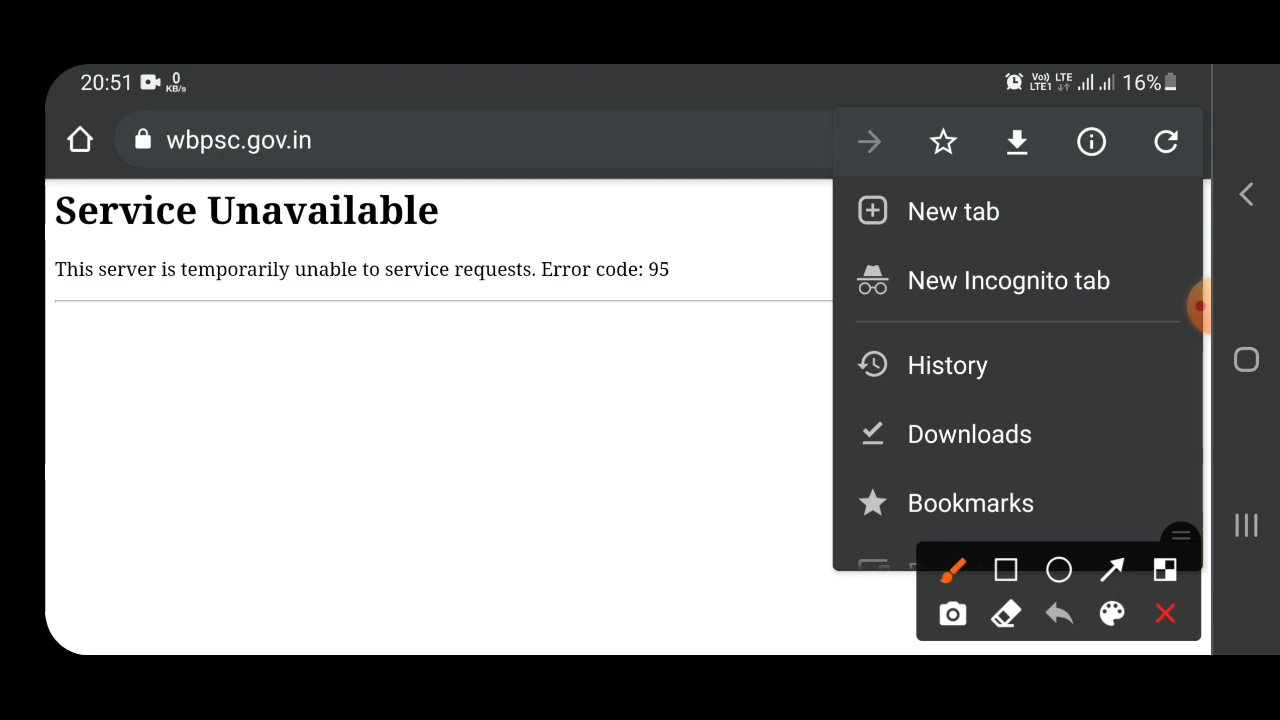 20:51 0 KB/s Vo)) LTE1 LTE 16%
wbpsc.gov.in
Service Unavailable
This server is temporarily unable to service requests. Error code: 95
New tab
New Incognito tab
History
Downloads
Bookmarks